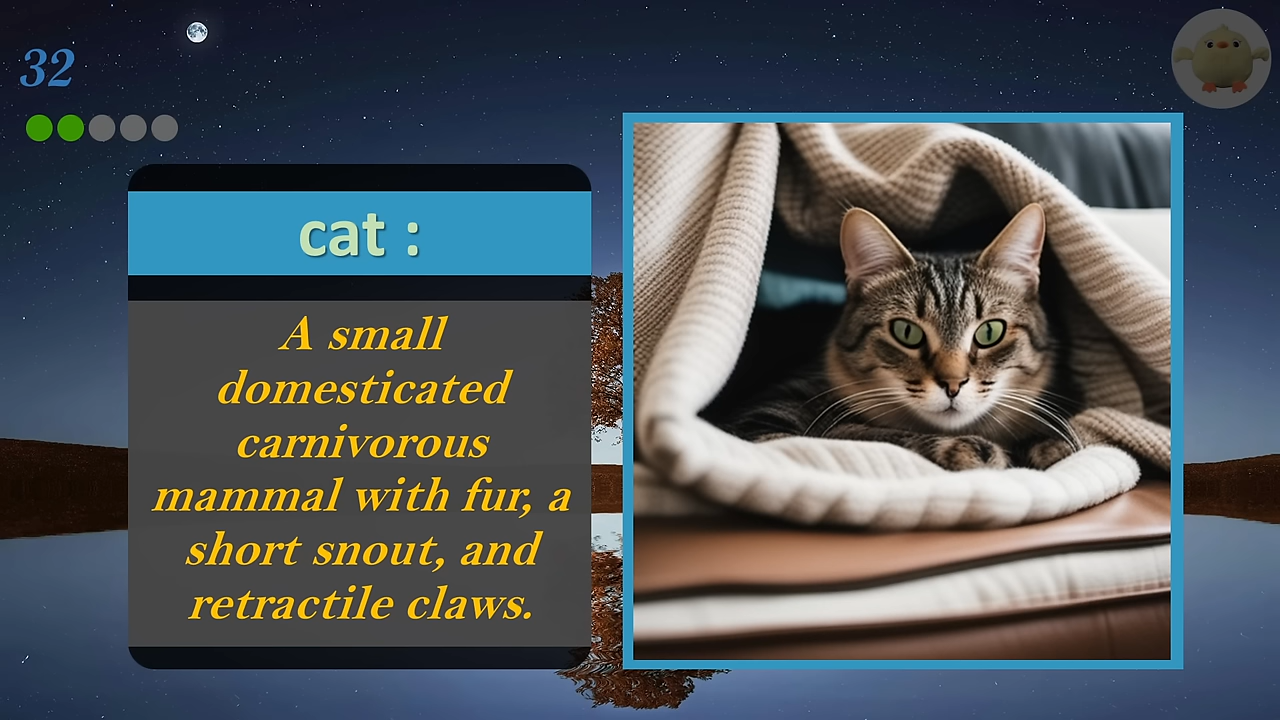 32
cat :
A small
domesticated
carnivorous
mammal with fur, a
short snout, and
retractile claws.